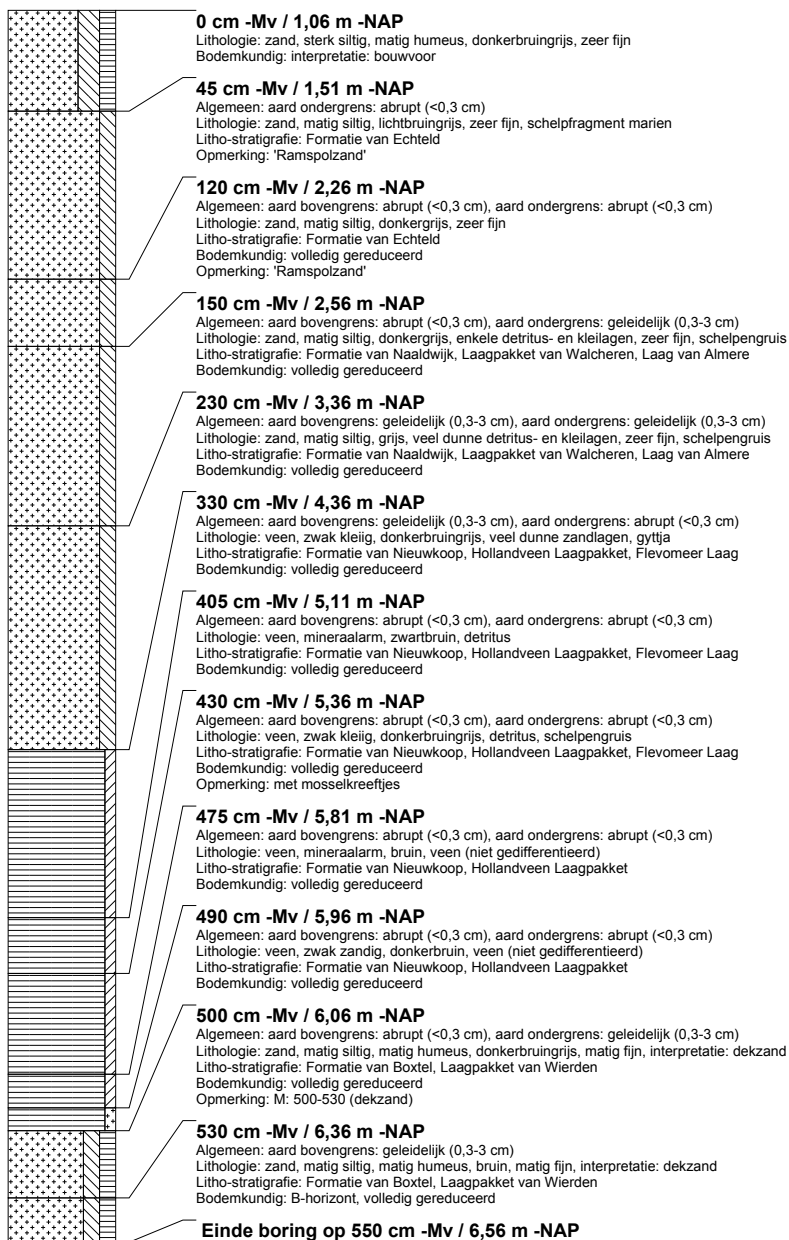 0 cm -Mv / 1,06 m -NAP
Lithologie: zand, sterk siltig, matig humeus, donkerbruingrijs, zeer fijn
Bodemkundig: interpretatie: bouwvoor
45 cm -Mv / 1,51 m -NAP
Algemeen: aard ondergrens: abrupt (<0,3 cm)
Lithologie: zand, matig siltig, lichtbruingrijs, zeer fijn, schelpfragment marien
Litho-stratigrafie: Formatie van Echteld
Opmerking: 'Ramspolzand'
120 cm -Mv / 2,26 m -NAP
Algemeen: aard bovengrens: abrupt (<0,3 cm), aard ondergrens: abrupt (<0,3 cm)
Lithologie: zand, matig siltig, donkergrijs, zeer fijn
Litho-stratigrafie: Formatie van Echteld
Bodemkundig: volledig gereduceerd
Opmerking: 'Ramspolzand'
150 cm -Mv / 2,56 m -NAP
Algemeen: aard bovengrens: abrupt (<0,3 cm), aard ondergrens: geleidelijk (0,3-3 cm)
Lithologie: zand, matig siltig, donkergrijs, enkele detritus- en kleilagen, zeer fijn, schelpengruis
Litho-stratigrafie: Formatie van Naaldwijk, Laagpakket van Walcheren, Laag van Almere
Bodemkundig: volledig gereduceerd
230 cm -Mv / 3,36 m -NAP
Algemeen: aard bovengrens: geleidelijk (0,3-3 cm), aard ondergrens: geleidelijk (0,3-3 cm)
Lithologie: zand, matig siltig, grijs, veel dunne detritus- en kleilagen, zeer fijn, schelpengruis
Litho-stratigrafie: Formatie van Naaldwijk, Laagpakket van Walcheren, Laag van Almere
Bodemkundig: volledig gereduceerd
330 cm -Mv / 4,36 m -NAP
Algemeen: aard bovengrens: geleidelijk (0,3-3 cm), aard ondergrens: abrupt (<0,3 cm)
Lithologie: veen, zwak kleiig, donkerbruingrijs, veel dunne zandlagen, gyttja
Litho-stratigrafie: Formatie van Nieuwkoop, Hollandveen Laagpakket, Flevomeer Laag
Bodemkundig: volledig gereduceerd
405 cm -Mv / 5,11 m -NAP
Algemeen: aard bovengrens: abrupt (<0,3 cm), aard ondergrens: abrupt (<0,3 cm)
Lithologie: veen, mineraalarm, zwartbruin, detritus
Litho-stratigrafie: Formatie van Nieuwkoop, Hollandveen Laagpakket, Flevomeer Laag
Bodemkundig: volledig gereduceerd
430 cm -Mv / 5,36 m -NAP
Algemeen: aard bovengrens: abrupt (<0,3 cm), aard ondergrens: abrupt (<0,3 cm)
Lithologie: veen, zwak kleiig, donkerbruingrijs, detritus, schelpengruis
Litho-stratigrafie: Formatie van Nieuwkoop, Hollandveen Laagpakket, Flevomeer Laag
Bodemkundig: volledig gereduceerd
Opmerking: met mosselkreeftjes
475 cm -Mv / 5,81 m -NAP
Algemeen: aard bovengrens: abrupt (<0,3 cm), aard ondergrens: abrupt (<0,3 cm)
Lithologie: veen, mineraalarm, bruin, veen (niet gedifferentieerd)
Litho-stratigrafie: Formatie van Nieuwkoop, Hollandveen Laagpakket
Bodemkundig: volledig gereduceerd
490 cm -Mv / 5,96 m -NAP
Algemeen: aard bovengrens: abrupt (<0,3 cm), aard ondergrens: abrupt (<0,3 cm)
Lithologie: veen, zwak zandig, donkerbruin, veen (niet gedifferentieerd)
Litho-stratigrafie: Formatie van Nieuwkoop, Hollandveen Laagpakket
Bodemkundig: volledig gereduceerd
500 cm -Mv / 6,06 m -NAP
Algemeen: aard bovengrens: abrupt (<0,3 cm), aard ondergrens: geleidelijk (0,3-3 cm)
Lithologie: zand, matig siltig, matig humeus, donkerbruingrijs, matig fijn, interpretatie: dekzand
Litho-stratigrafie: Formatie van Boxtel, Laagpakket van Wierden
Bodemkundig: volledig gereduceerd
Opmerking: M: 500-530 (dekzand)
530 cm -Mv / 6,36 m -NAP
Algemeen: aard bovengrens: geleidelijk (0,3-3 cm)
Lithologie: zand, matig siltig, matig humeus, bruin, matig fijn, interpretatie: dekzand
Litho-stratigrafie: Formatie van Boxtel, Laagpakket van Wierden
Bodemkundig: B-horizont, volledig gereduceerd
Einde boring op 550 cm -Mv / 6,56 m -NAP